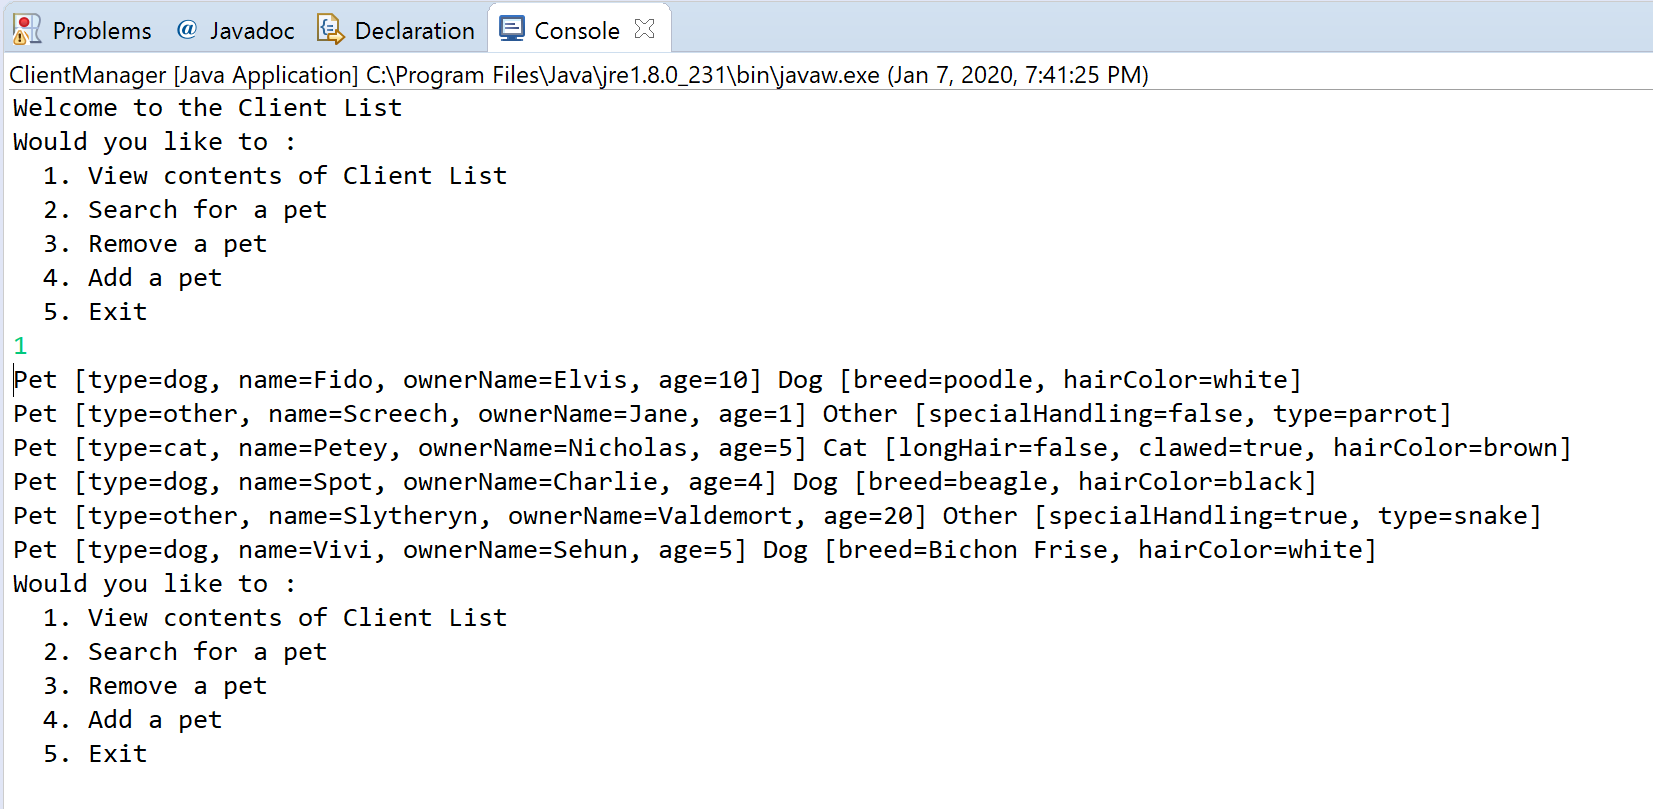 Problems @ Javadoc Declaration Console
ClientManager [Java Application] C:\Program Files\Java\jre1.8.0_231\bin\javaw.exe (Jan 7, 2020, 7:41:25 PM)
Welcome to the Client List
Would you like to :
  1. View contents of Client List
  2. Search for a pet
  3. Remove a pet
  4. Add a pet
  5. Exit
1
Pet [type=dog, name=Fido, ownerName=Elvis, age=10] Dog [breed=poodle, hairColor=white]
Pet [type=other, name=Screech, ownerName=Jane, age=1] Other [specialHandling=false, type=parrot]
Pet [type=cat, name=Petey, ownerName=Nicholas, age=5] Cat [longHair=false, clawed=true, hairColor=brown]
Pet [type=dog, name=Spot, ownerName=Charlie, age=4] Dog [breed=beagle, hairColor=black]
Pet [type=other, name=Slytheryn, ownerName=Valdemort, age=20] Other [specialHandling=true, type=snake]
Pet [type=dog, name=Vivi, ownerName=Sehun, age=5] Dog [breed=Bichon Frise, hairColor=white]
Would you like to :
  1. View contents of Client List
  2. Search for a pet
  3. Remove a pet
  4. Add a pet
  5. Exit